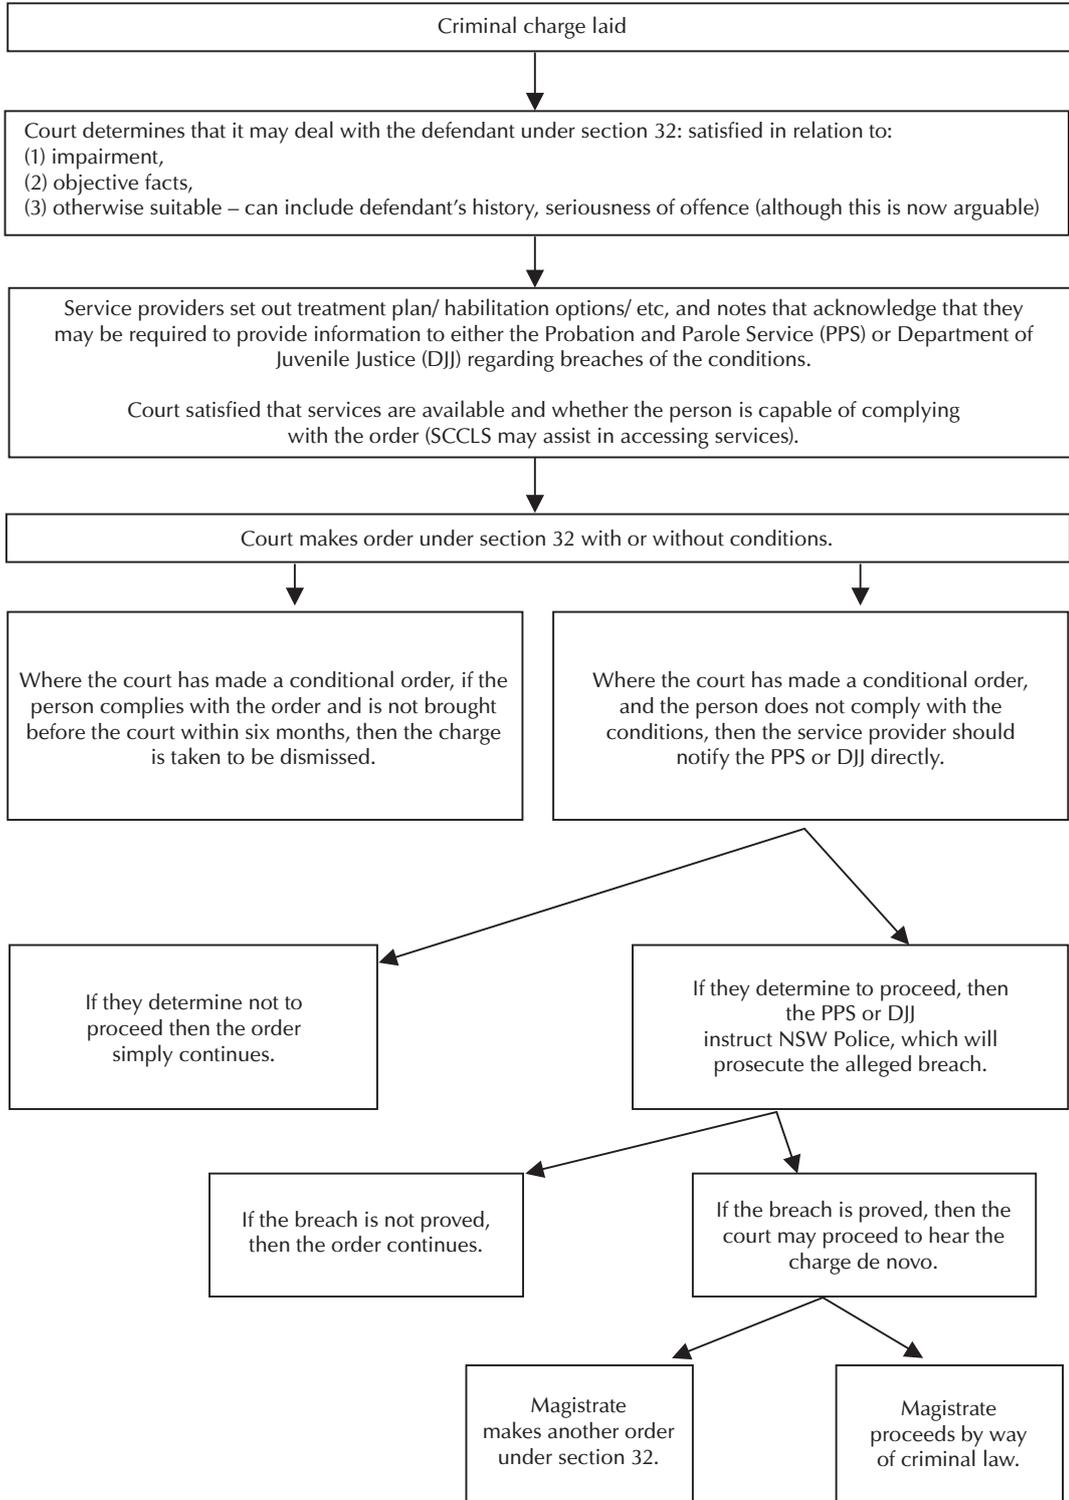 Criminal charge laid
Court determines that it may deal with the defendant under section 32: satisfied in relation to:
(1) impairment,
(2) objective facts,
(3) otherwise suitable – can include defendant's history, seriousness of offence (although this is now arguable)
Service providers set out treatment plan/ habilitation options/ etc, and notes that acknowledge that they
may be required to provide information to either the Probation and Parole Service (PPS) or Department of
Juvenile Justice (DJJ) regarding breaches of the conditions.
Court satisfied that services are available and whether the person is capable of complying
with the order (SCCLS may assist in accessing services).
Court makes order under section 32 with or without conditions.
Where the court has made a conditional order, if the
person complies with the order and is not brought
before the court within six months, then the charge
is taken to be dismissed.
Where the court has made a conditional order,
and the person does not comply with the
conditions, then the service provider should
notify the PPS or DJJ directly.
If they determine not to
proceed then the order
simply continues.
If they determine to proceed, then
the PPS or DJJ
instruct NSW Police, which will
prosecute the alleged breach.
If the breach is not proved,
then the order continues.
If the breach is proved, then the
court may proceed to hear the
charge de novo.
Magistrate
makes another order
under section 32.
Magistrate
proceeds by way
of criminal law.